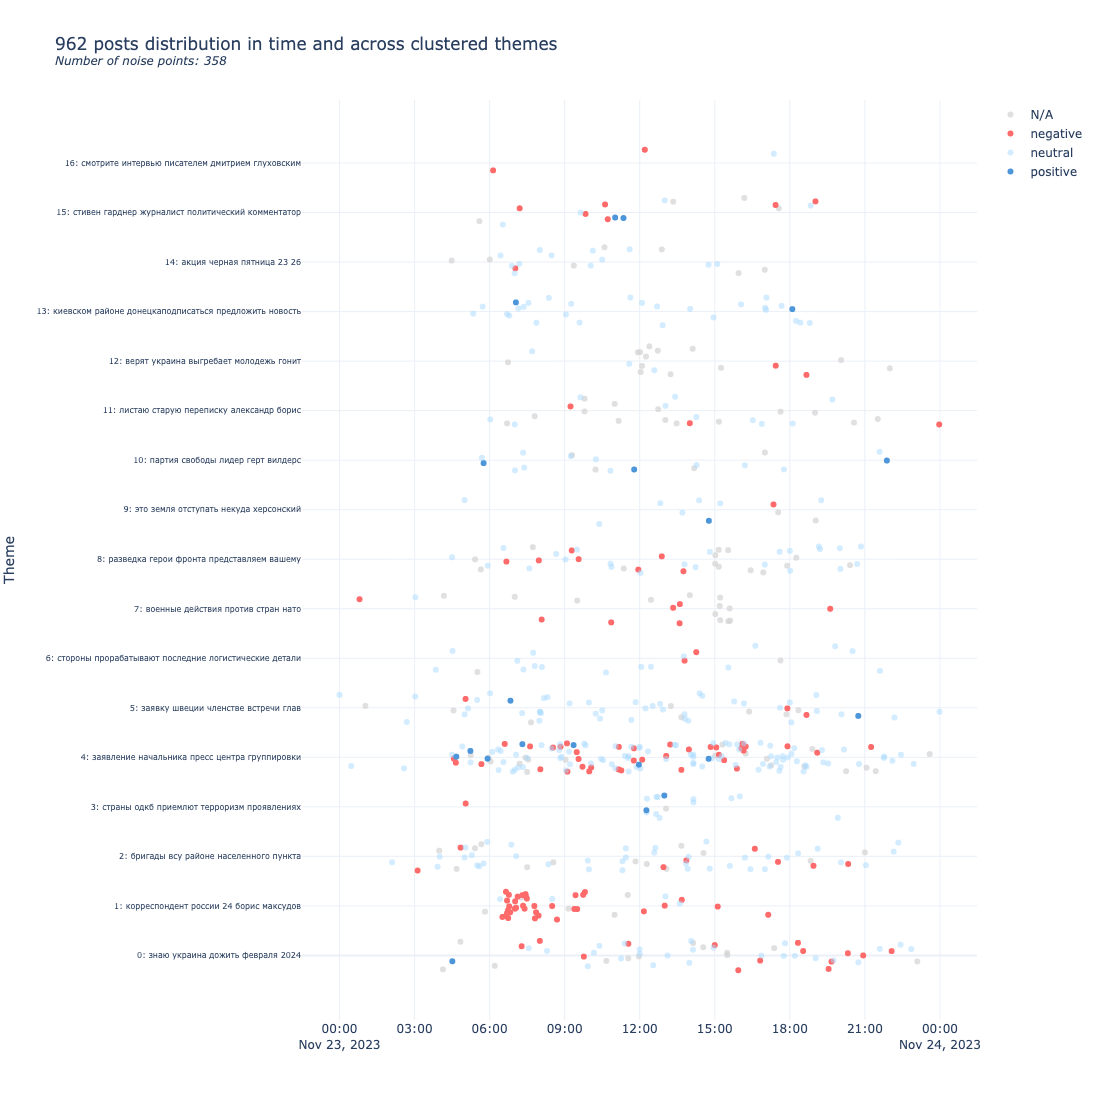 962 posts distribution in time and across clustered themes
Number of noise points: 358
N/A
negative
neutral
positive
Theme
16: смотрите интервью писателем дмитрием глуховским
15: стивен гарднер журналист политический комментатор
14: акция черная пятница 23 26
13: киевском районе донецкаподписаться предложить новость
12: верят украина выгребает молодежь гонит
11: листаю старую переписку александр борис
10: партия свободы лидер герт вилдерс
9: это земля отступать некуда херсонский
8: разведка герои фронта представляем вашему
7: военные действия против стран нато
6: стороны прорабатывают последние логистические детали
5: заявку швеции членстве встречи глав
4: заявление начальника пресс центра группировки
3: страны одкб приемлют терроризм проявлениях
2: бригады всу районе населенного пункта
1: корреспондент россии 24 борис максудов
0: знаю украина дожить февраля 2024
00:00 03:00 06:00 09:00 12:00 15:00 18:00 21:00 00:00
Nov 23, 2023 Nov 24, 2023